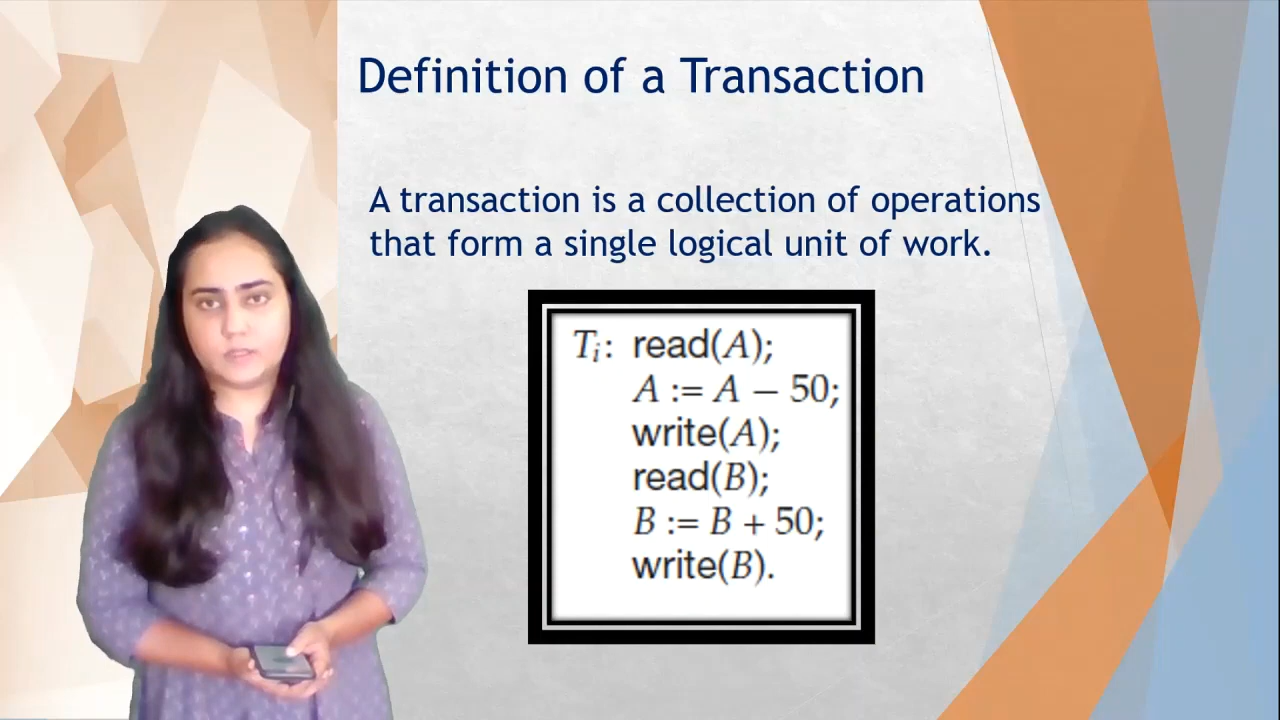 Definition of a Transaction
A transaction is a collection of operations
that form a single logical unit of work.
Tᵢ: read(A);
A := A − 50;
write(A);
read(B);
B := B + 50;
write(B).